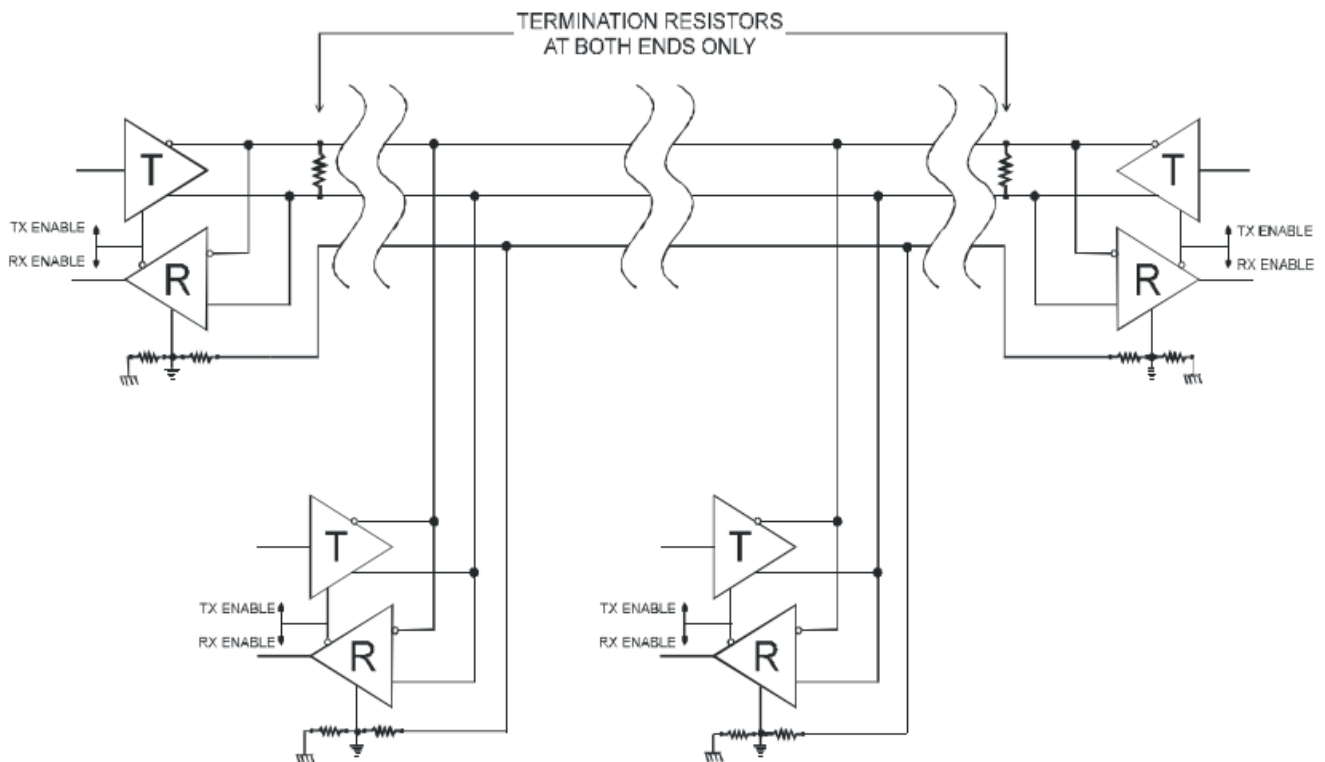 TERMINATION RESISTORS
AT BOTH ENDS ONLY
T
T
TX ENABLE
RX ENABLE
TX ENABLE
RX ENABLE
R
R
T
T
TX ENABLE
RX ENABLE
TX ENABLE
RX ENABLE
R
R